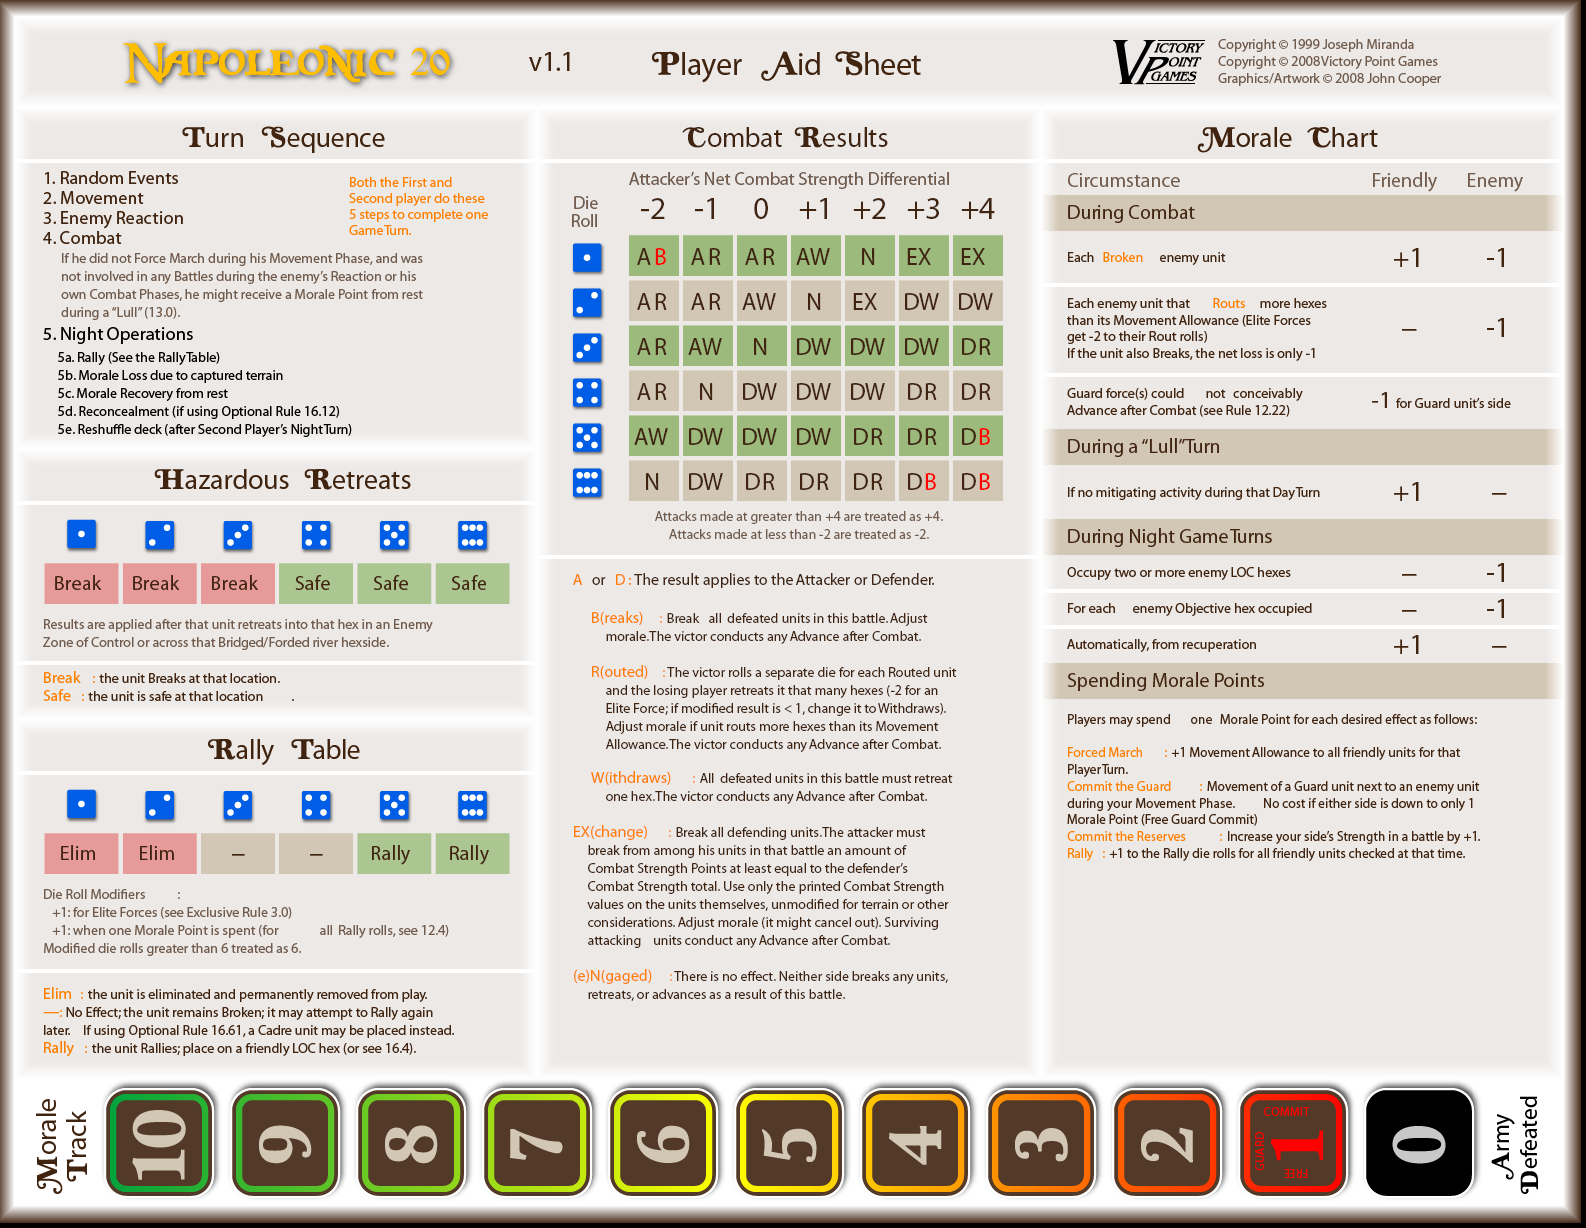 NAPOLEONIC 20
v1.1
Player Aid Sheet
VICTORY
POINT
GAMES
Copyright © 1999 Joseph Miranda
Copyright © 2008 Victory Point Games
Graphics/Artwork © 2008 John Cooper
Turn Sequence
1. Random Events
2. Movement
3. Enemy Reaction
4. Combat
Both the First and
Second player do these
5 steps to complete one
Game Turn.
If he did not Force March during his Movement Phase, and was
not involved in any Battles during the enemy's Reaction or his
own Combat Phases, he might receive a Morale Point from rest
during a "Lull" (13.0).
5. Night Operations
5a. Rally (See the Rally Table)
5b. Morale Loss due to captured terrain
5c. Morale Recovery from rest
5d. Reconcealment (if using Optional Rule 16.12)
5e. Reshuffle deck (after Second Player's Night Turn)
Hazardous Retreats
Break Break Break Safe Safe Safe
Results are applied after that unit retreats into that hex in an Enemy
Zone of Control or across that Bridged/Forded river hexside.
Break : the unit Breaks at that location.
Safe : the unit is safe at that location .
Rally Table
Elim Elim – – Rally Rally
Die Roll Modifiers :
+1: for Elite Forces (see Exclusive Rule 3.0)
+1: when one Morale Point is spent (for all Rally rolls, see 12.4)
Modified die rolls greater than 6 treated as 6.
Elim : the unit is eliminated and permanently removed from play.
—: No Effect; the unit remains Broken; it may attempt to Rally again
later. If using Optional Rule 16.61, a Cadre unit may be placed instead.
Rally : the unit Rallies; place on a friendly LOC hex (or see 16.4).
Combat Results
Attacker's Net Combat Strength Differential
Die
Roll
-2 -1 0 +1 +2 +3 +4
AB AR AR AW N EX EX
AR AR AW N EX DW DW
AR AW N DW DW DW DR
AR N DW DW DW DR DR
AW DW DW DW DR DR DB
N DW DR DR DR DB DB
Attacks made at greater than +4 are treated as +4.
Attacks made at less than -2 are treated as -2.
A or D: The result applies to the Attacker or Defender.
B(reaks) : Break all defeated units in this battle. Adjust
morale. The victor conducts any Advance after Combat.
R(outed) : The victor rolls a separate die for each Routed unit
and the losing player retreats it that many hexes (-2 for an
Elite Force; if modified result is < 1, change it to Withdraws).
Adjust morale if unit routs more hexes than its Movement
Allowance. The victor conducts any Advance after Combat.
W(ithdraws) : All defeated units in this battle must retreat
one hex. The victor conducts any Advance after Combat.
EX(change) : Break all defending units. The attacker must
break from among his units in that battle an amount of
Combat Strength Points at least equal to the defender's
Combat Strength total. Use only the printed Combat Strength
values on the units themselves, unmodified for terrain or other
considerations. Adjust morale (it might cancel out). Surviving
attacking units conduct any Advance after Combat.
(e)N(gaged) : There is no effect. Neither side breaks any units,
retreats, or advances as a result of this battle.
Morale Chart
Circumstance Friendly Enemy
During Combat
Each Broken enemy unit +1 -1
Each enemy unit that Routs more hexes
than its Movement Allowance (Elite Forces
get -2 to their Rout rolls)
If the unit also Breaks, the net loss is only -1
– -1
Guard force(s) could not conceivably
Advance after Combat (see Rule 12.22)
-1 for Guard unit's side
During a "Lull" Turn
If no mitigating activity during that Day Turn +1 –
During Night Game Turns
Occupy two or more enemy LOC hexes – -1
For each enemy Objective hex occupied – -1
Automatically, from recuperation +1 –
Spending Morale Points
Players may spend one Morale Point for each desired effect as follows:
Forced March : +1 Movement Allowance to all friendly units for that
Player Turn.
Commit the Guard : Movement of a Guard unit next to an enemy unit
during your Movement Phase. No cost if either side is down to only 1
Morale Point (Free Guard Commit)
Commit the Reserves : Increase your side's Strength in a battle by +1.
Rally : +1 to the Rally die rolls for all friendly units checked at that time.
Morale
Track
10 9 8 7 6 5 4 3 2 1 0
COMMIT
GUARD
FREE
Army
Defeated